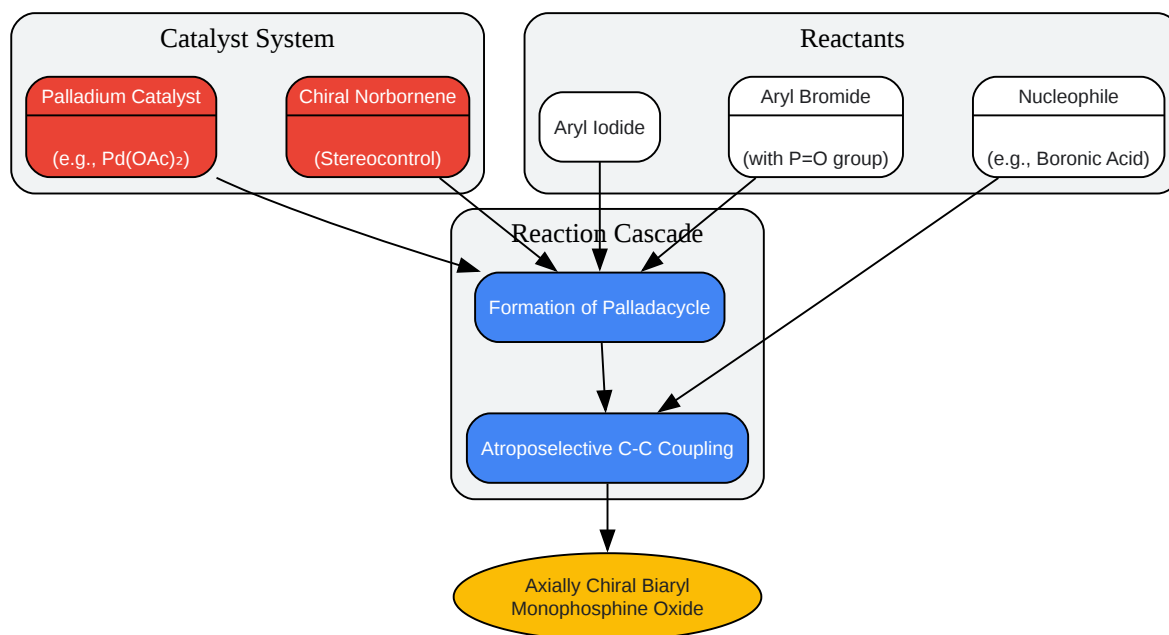 Catalyst System
Palladium Catalyst
(e.g., Pd(OAc)₂)
Chiral Norbornene
(Stereocontrol)
Reactants
Aryl Iodide
Aryl Bromide
(with P=O group)
Nucleophile
(e.g., Boronic Acid)
Reaction Cascade
Formation of Palladacycle
Atroposelective C-C Coupling
Axially Chiral Biaryl
Monophosphine Oxide